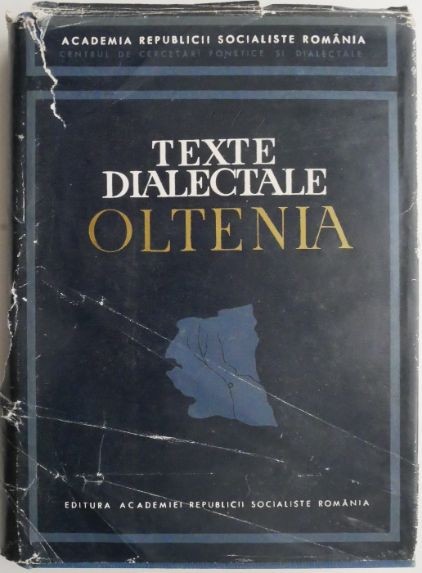 ACADEMIA REPUBLICII SOCIALISTE ROMÂNIA
CENTRUL DE CERCETĂRI FONETICE ȘI DIALECTALE
TEXTE
DIALECTALE
OLTENIA
EDITURA ACADEMIEI REPUBLICII SOCIALISTE ROMÂNIA